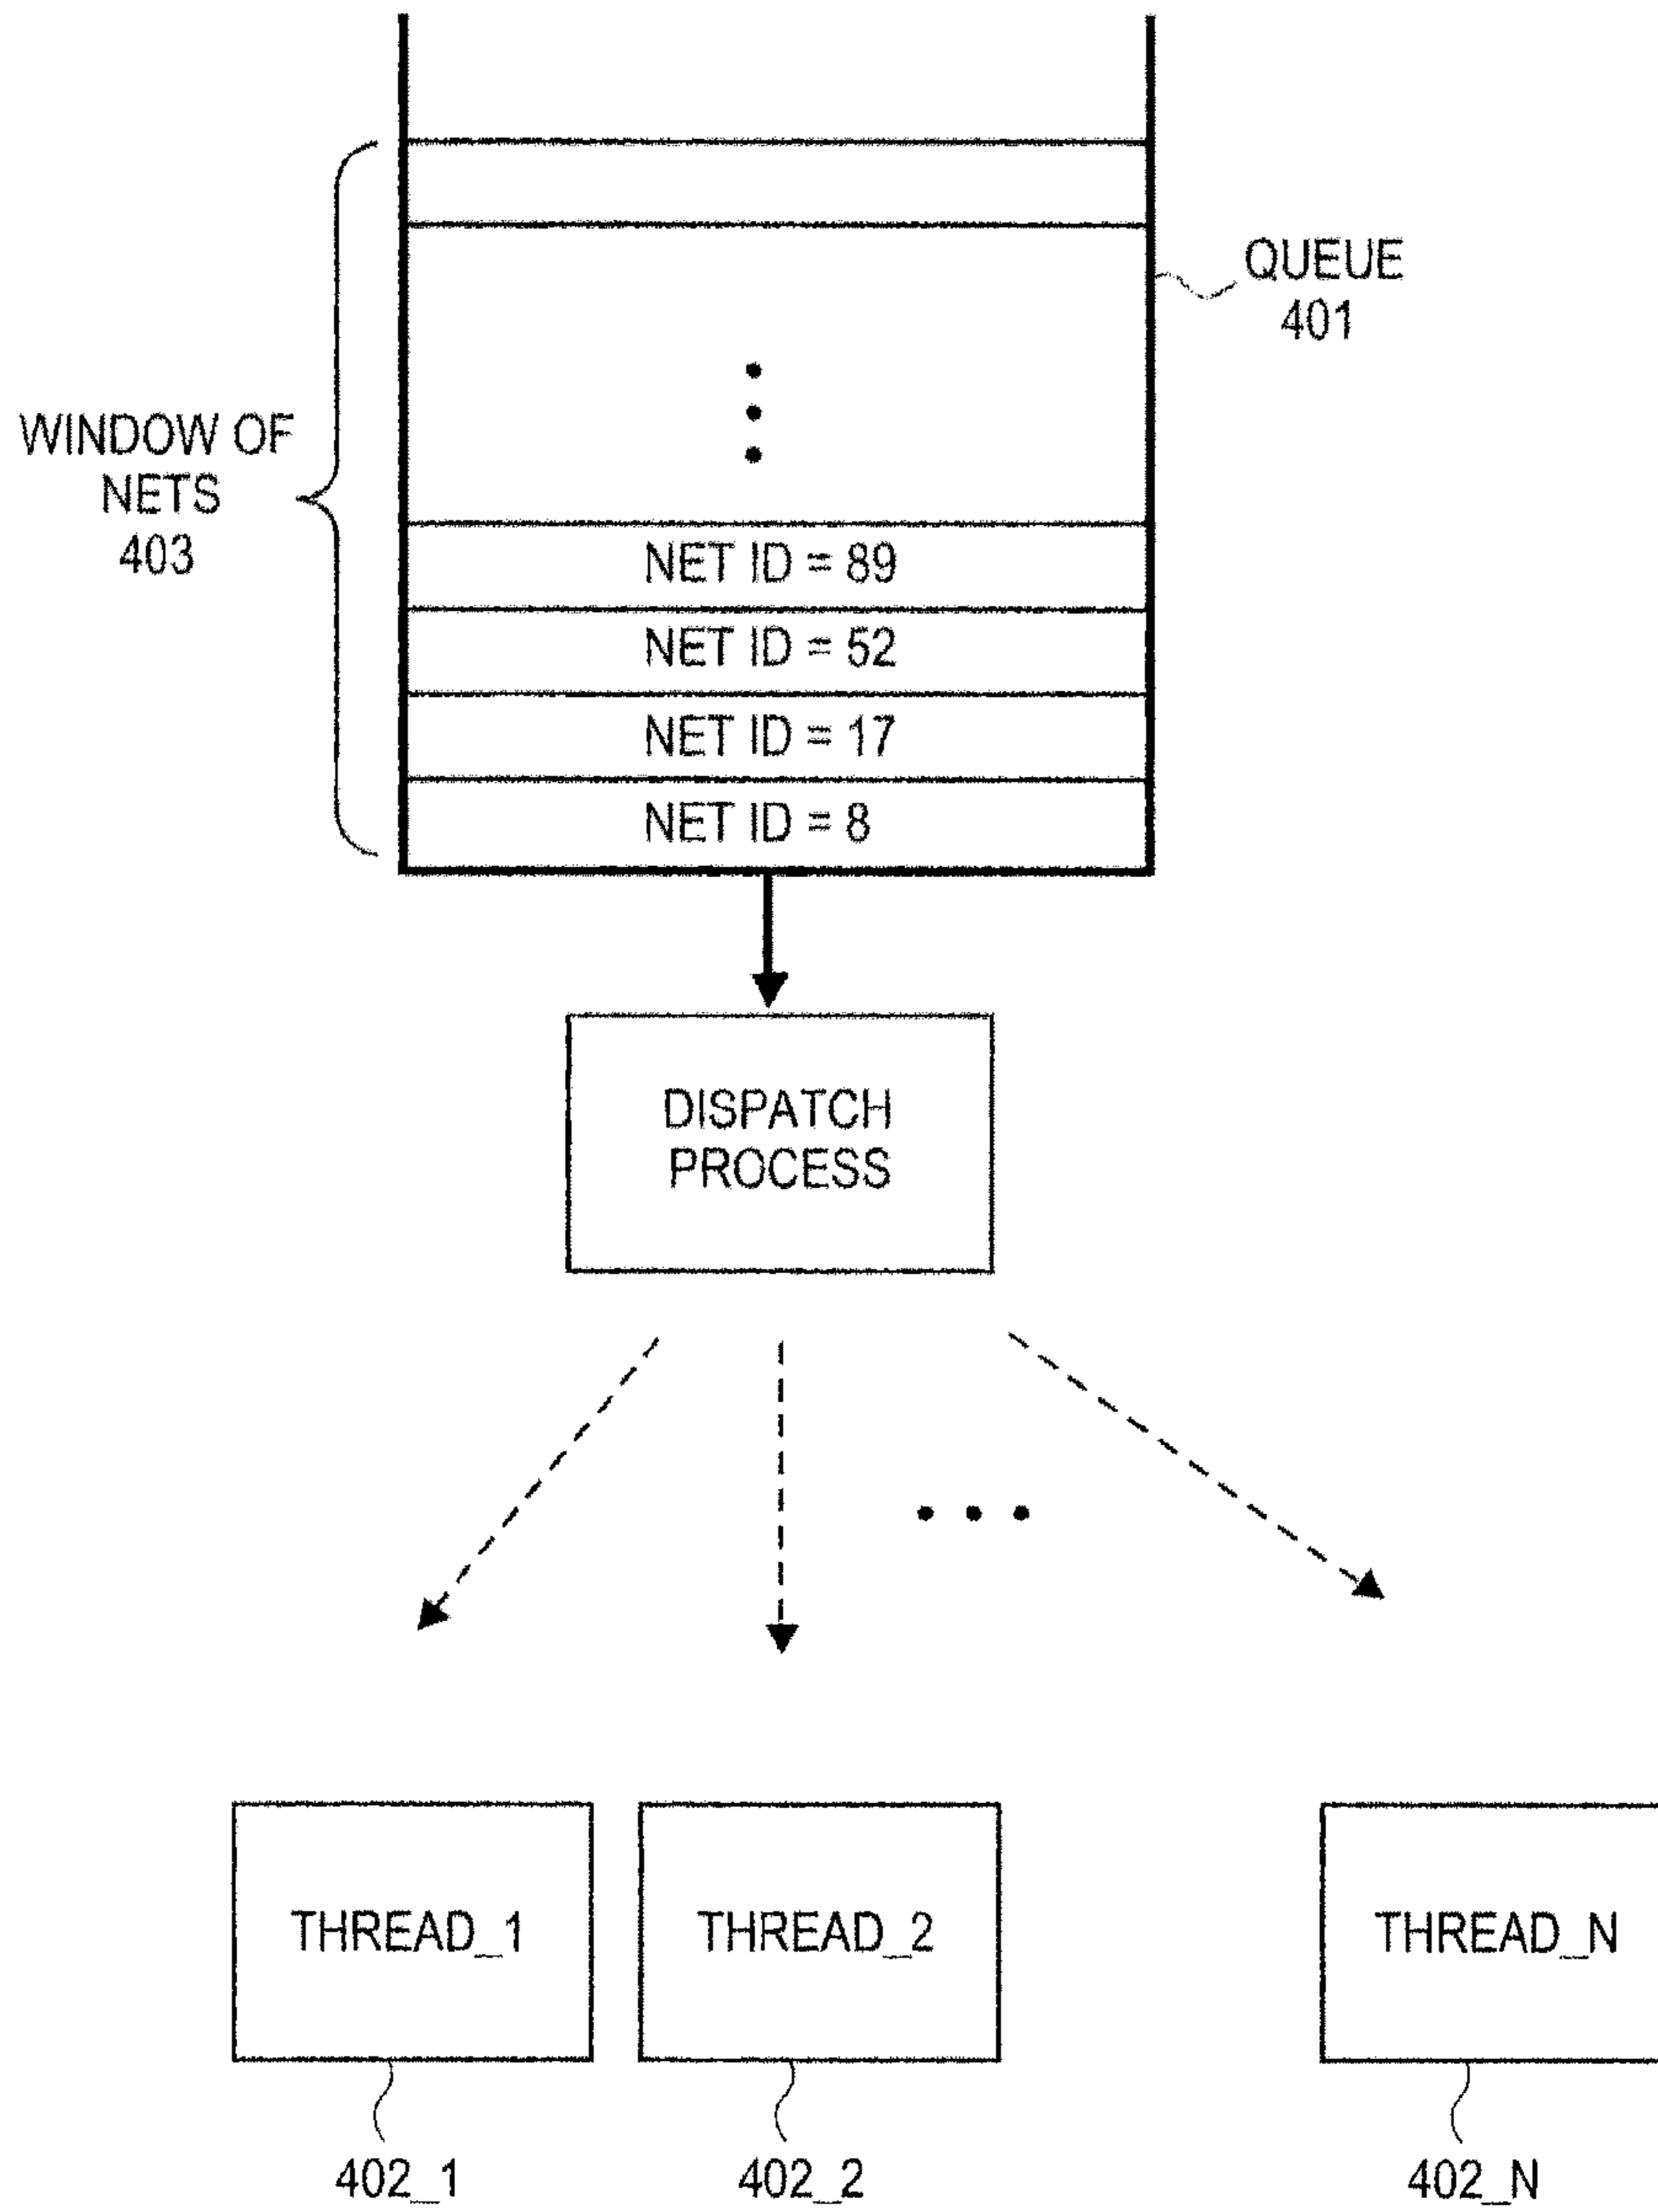 QUEUE
401
WINDOW OF
NETS
403
NET ID = 89
NET ID = 52
NET ID = 17
NET ID = 8
DISPATCH
PROCESS
THREAD_1
THREAD_2
THREAD_N
402_1
402_2
402_N